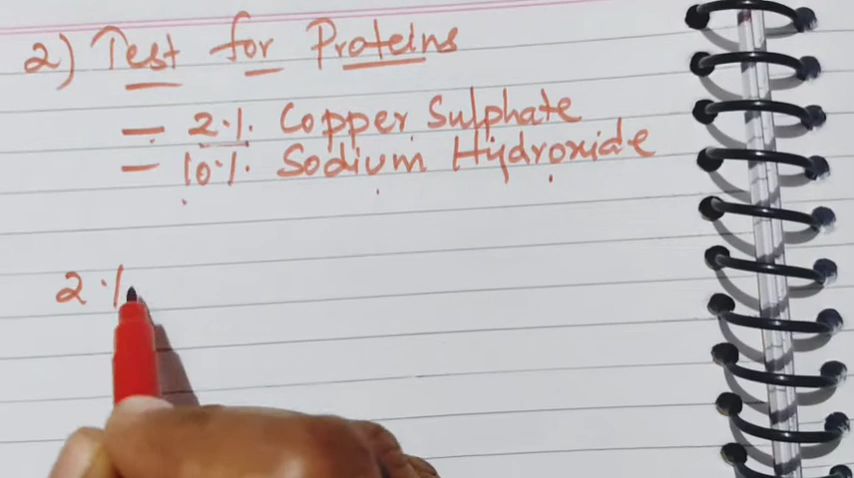 2) Test for Proteins
- 2% Copper Sulphate
- 10% Sodium Hydroxide
2%